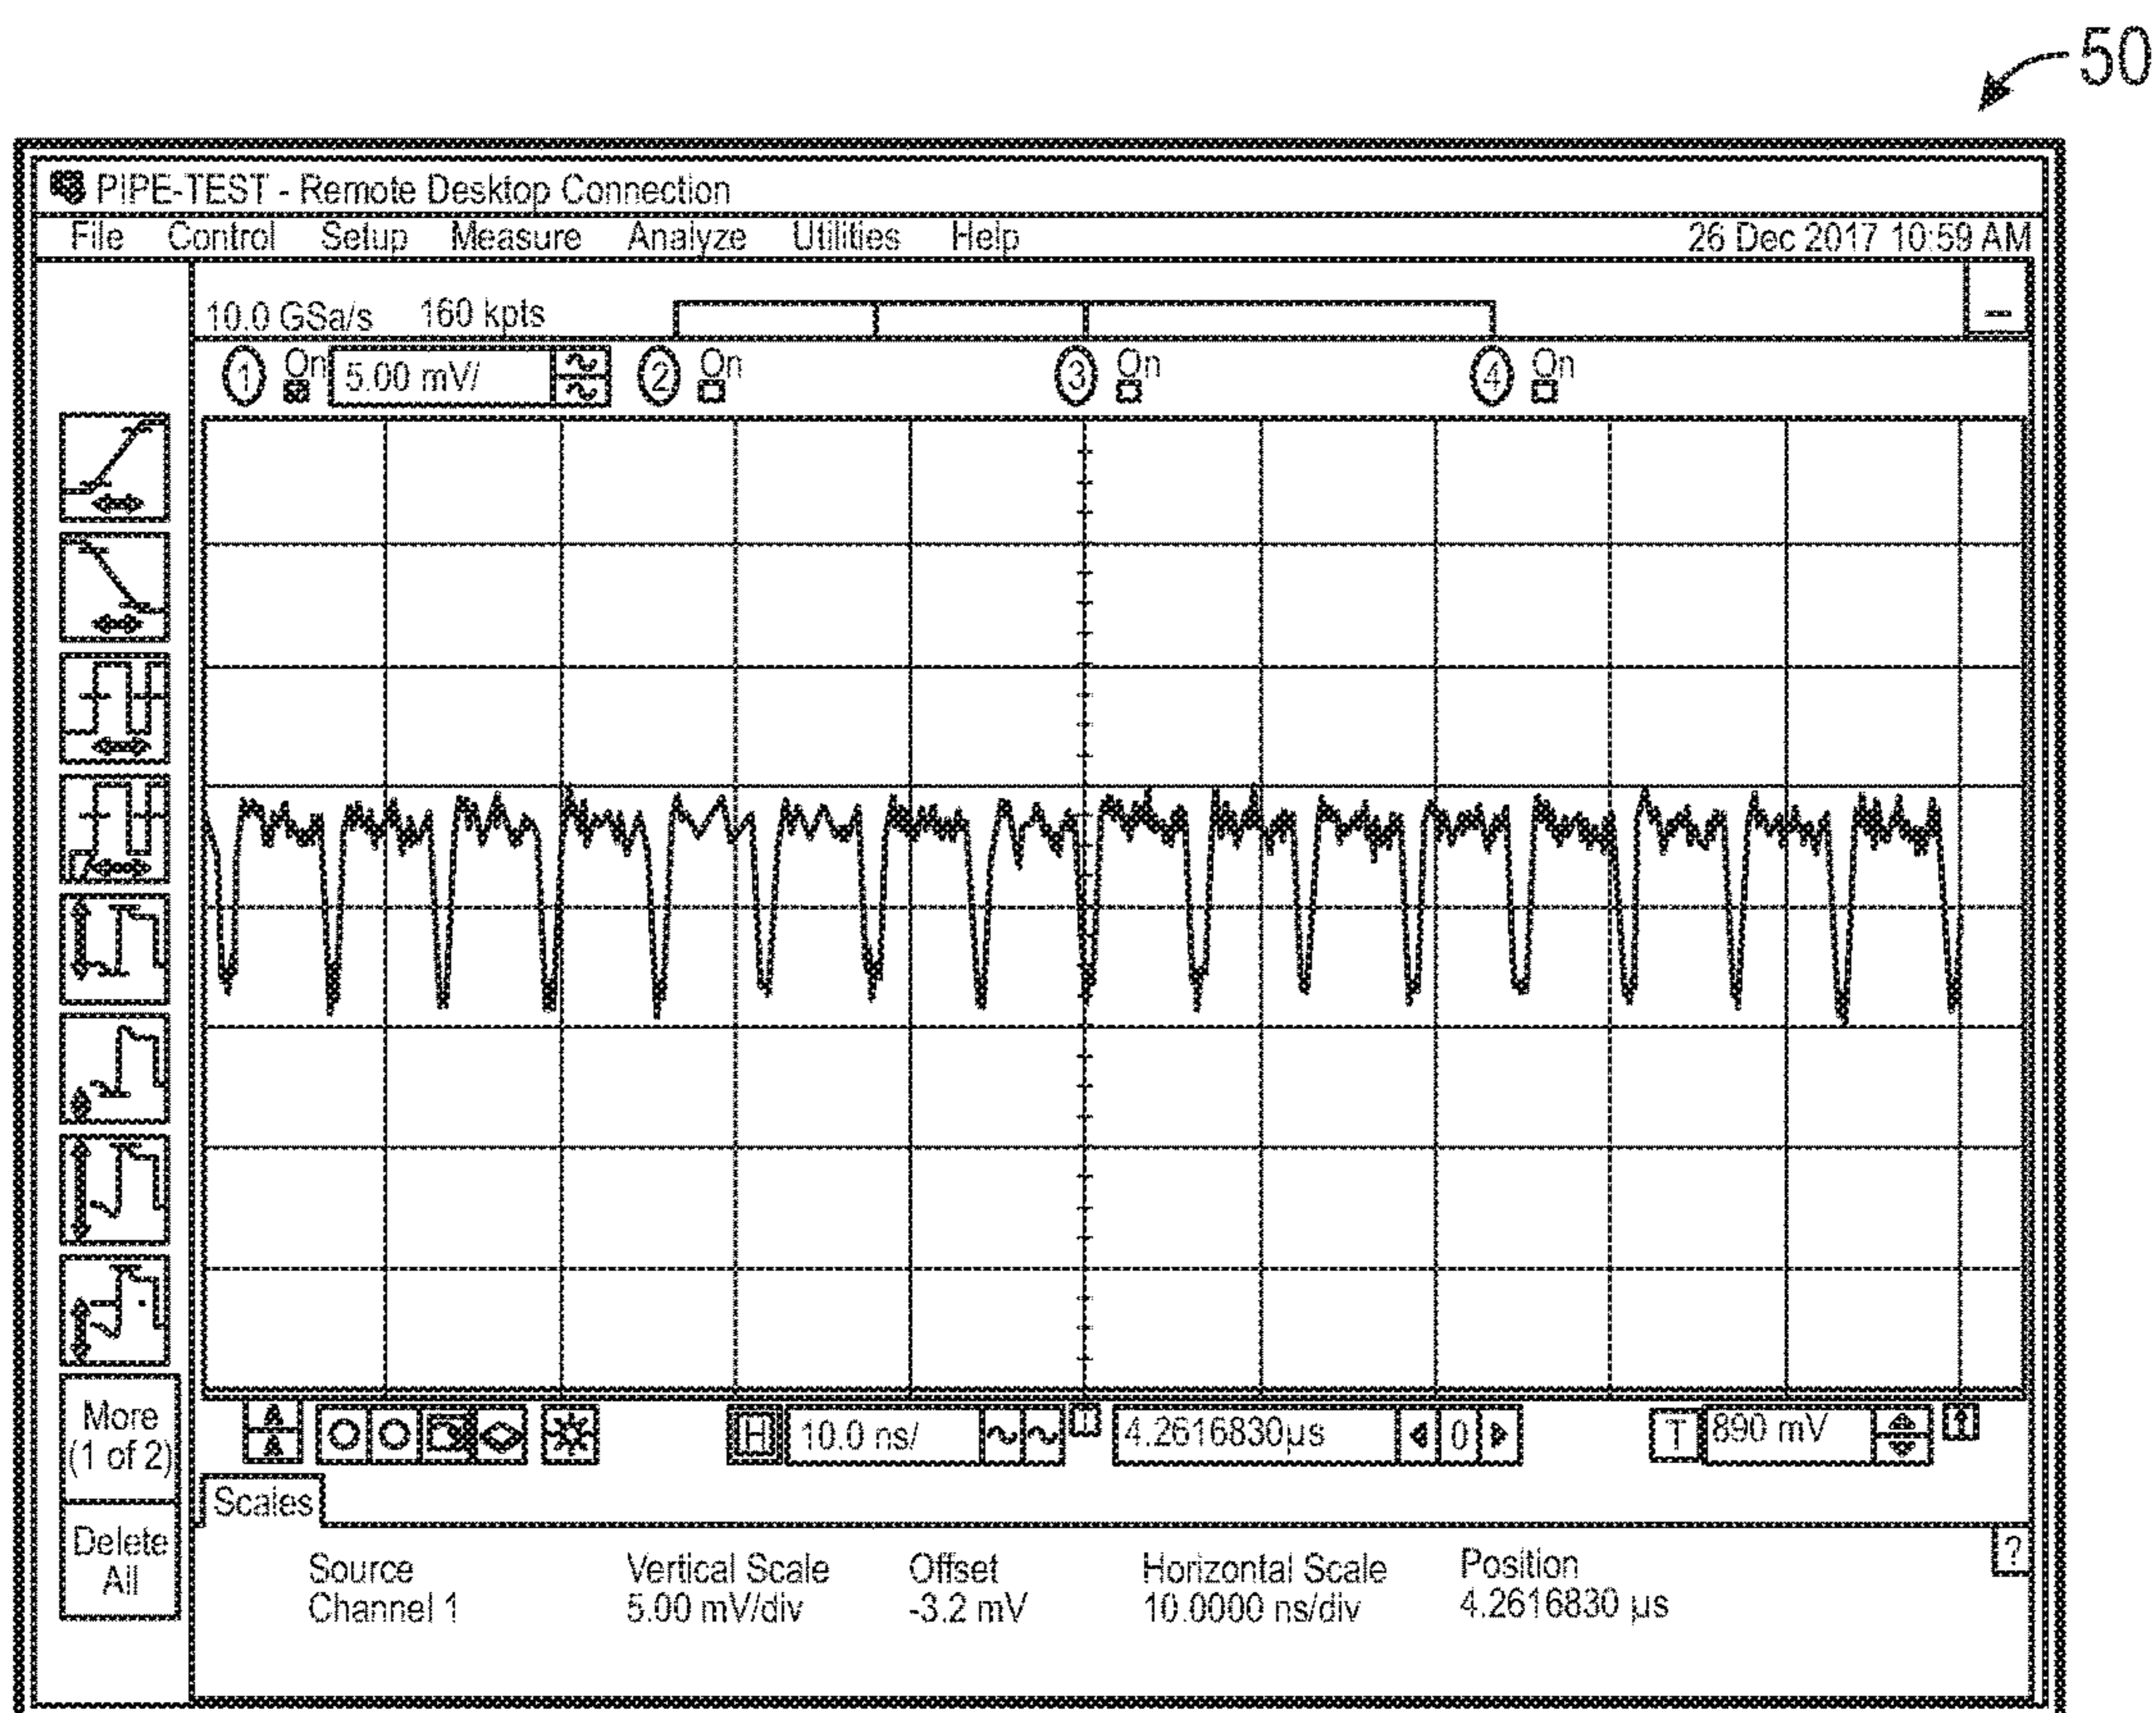 50
PIPE-TEST - Remote Desktop Connection
File Control Setup Measure Analyze Utilities Help 26 Dec 2017 10:59 AM
10.0 GSa/s 160 kpts
1 On 5.00 mV/ 2 On 3 On 4 On
H 10.0 ns/ 4.2616830µs 0 T 890 mV
More
(1 of 2)
Delete
All
Scales
Source Vertical Scale Offset Horizontal Scale Position
Channel 1 5.00 mV/div -3.2 mV 10.0000 ns/div 4.2616830 µs
?